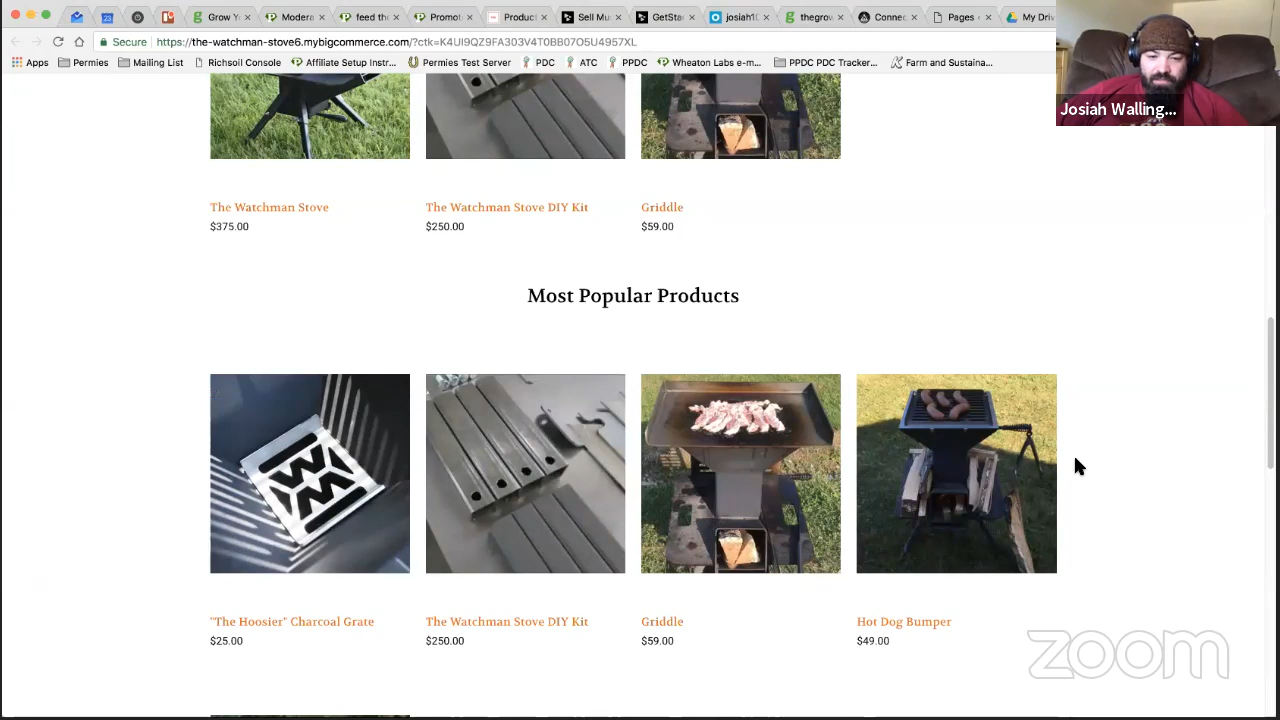 Grow Y
Modera
feed the
Promot
Product
Sell Mu
GetSta
josiah1
thegrow
Connec
Pages
My Driv
Secure
https://the-watchman-stove6.mybigcommerce.com/?ctk=K4UI9QZ9FA303V4T0BB07O5U4957XL
Apps
Permies
Mailing List
Richsoil Console
Affiliate Setup Instr...
Permies Test Server
PDC
ATC
PPDC
Wheaton Labs e-m...
PPDC PDC Tracker...
Farm and Sustaina...
Josiah Walling...
The Watchman Stove
The Watchman Stove DIY Kit
Griddle
$375.00
$250.00
$59.00
Most Popular Products
WM
"The Hoosier" Charcoal Grate
The Watchman Stove DIY Kit
Griddle
Hot Dog Bumper
$25.00
$250.00
$59.00
$49.00
zoom